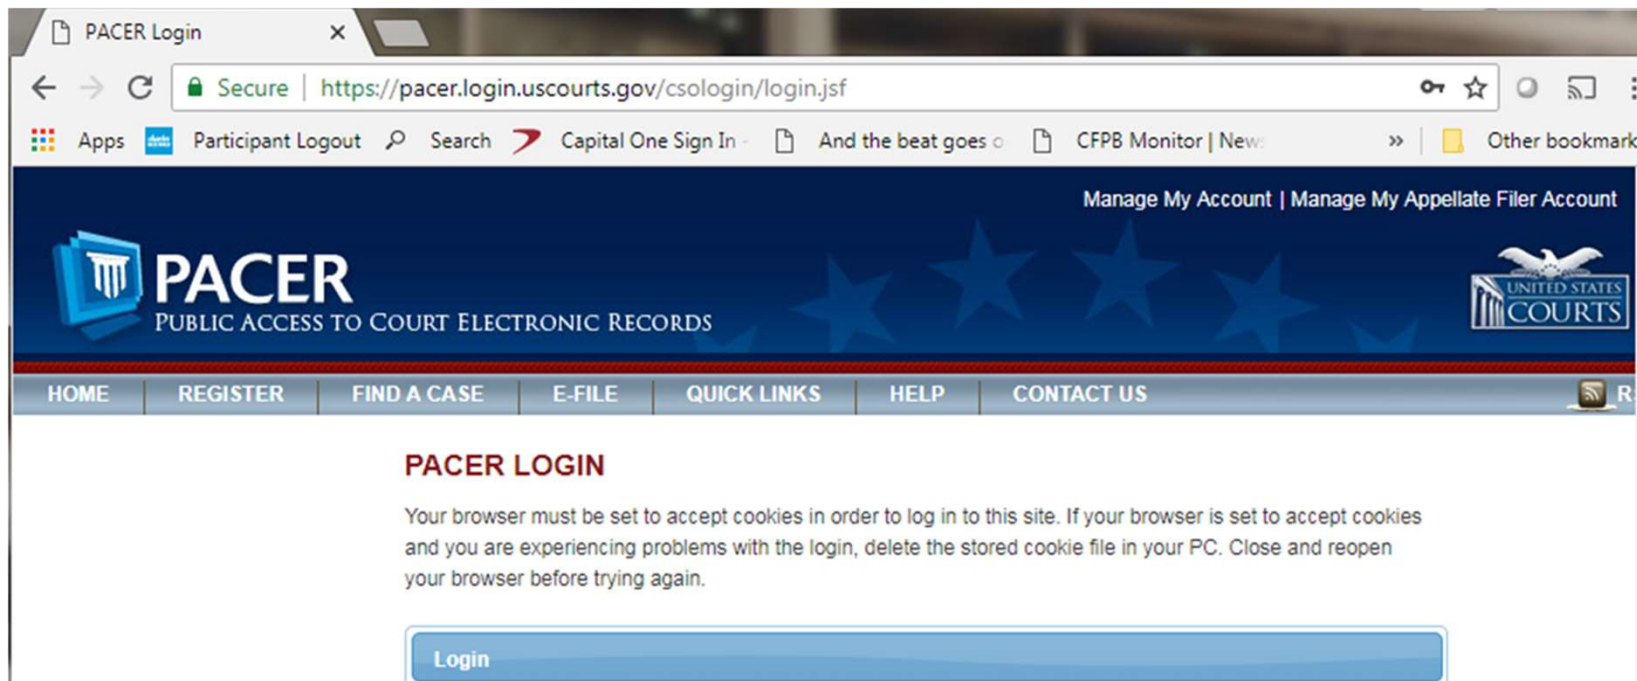 PACER Login
Secure | https://pacer.login.uscourts.gov/csologin/login.jsf
Apps Participant Logout Search Capital One Sign In - And the beat goes o CFPB Monitor | New » Other bookmark
Manage My Account | Manage My Appellate Filer Account
PACER
PUBLIC ACCESS TO COURT ELECTRONIC RECORDS
UNITED STATES
COURTS
HOME REGISTER FIND A CASE E-FILE QUICK LINKS HELP CONTACT US R
PACER LOGIN
Your browser must be set to accept cookies in order to log in to this site. If your browser is set to accept cookies
and you are experiencing problems with the login, delete the stored cookie file in your PC. Close and reopen
your browser before trying again.
Login